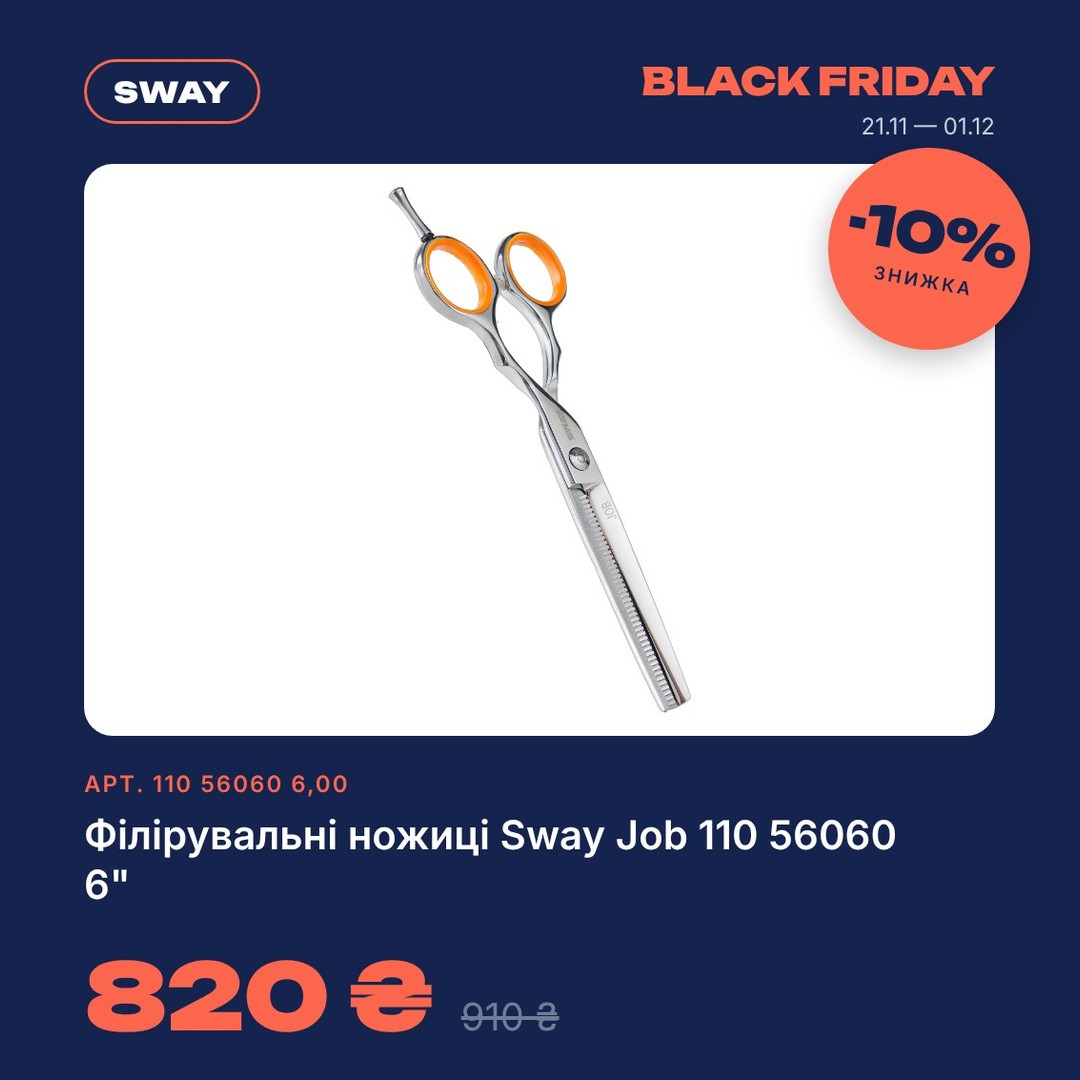 SWAY
BLACK FRIDAY
21.11 — 01.12
-10%
ЗНИЖКА
JOB
АРТ. 110 56060 6,00
Філірувальні ножиці Sway Job 110 56060
6"
820 ₴
910 ₴